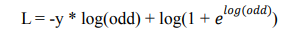 L = -y * log(odd) + log(1 + e^{log(odd)})